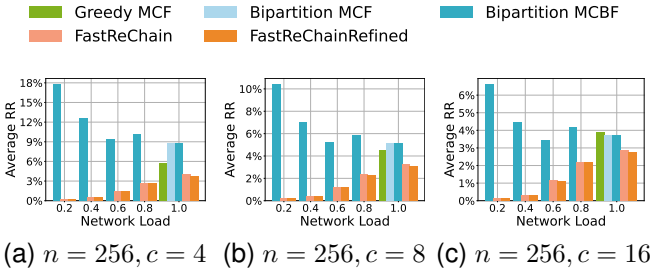 Greedy MCF Bipartition MCF Bipartition MCBF
FastReChain FastReChainRefined
18%
15%
12%
9%
6%
3%
0%
Average RR
0.2 0.4 0.6 0.8 1.0
Network Load
(a) n = 256, c = 4
10%
8%
6%
4%
2%
0%
Average RR
0.2 0.4 0.6 0.8 1.0
Network Load
(b) n = 256, c = 8
6%
5%
4%
3%
2%
1%
0%
Average RR
0.2 0.4 0.6 0.8 1.0
Network Load
(c) n = 256, c = 16